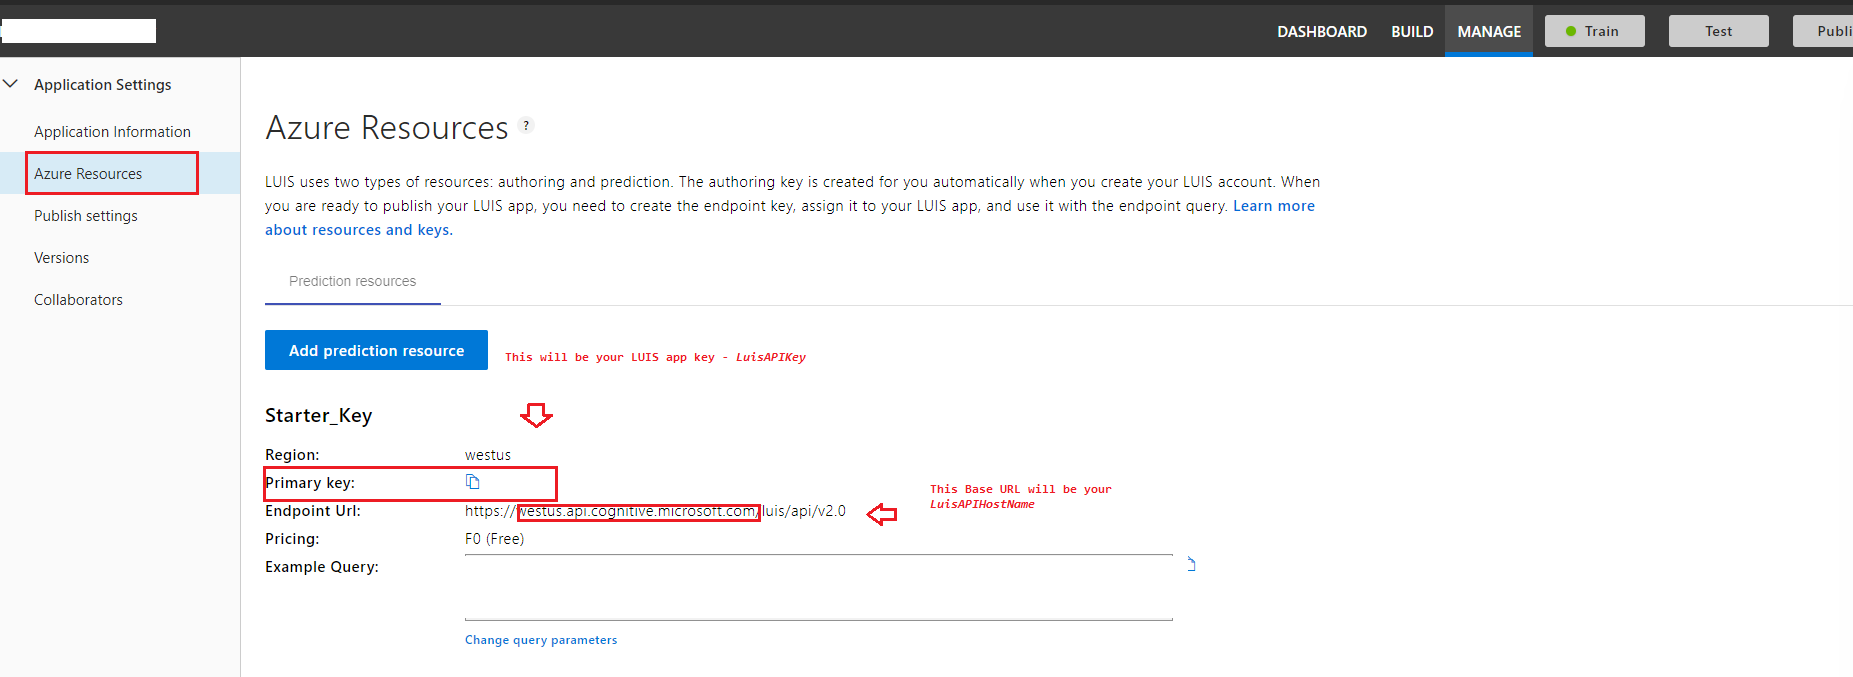 DASHBOARD BUILD MANAGE Train Test Publi
Application Settings
Application Information
Azure Resources
Publish settings
Versions
Collaborators
Azure Resources ?
LUIS uses two types of resources: authoring and prediction. The authoring key is created for you automatically when you create your LUIS account. When
you are ready to publish your LUIS app, you need to create the endpoint key, assign it to your LUIS app, and use it with the endpoint query. Learn more
about resources and keys.
Prediction resources
Add prediction resource
This will be your LUIS app key - LuisAPIKey
Starter_Key
Region: westus
Primary key:
This Base URL will be your
LuisAPIHostName
Endpoint Url: https://westus.api.cognitive.microsoft.com/luis/api/v2.0
Pricing: F0 (Free)
Example Query:
Change query parameters